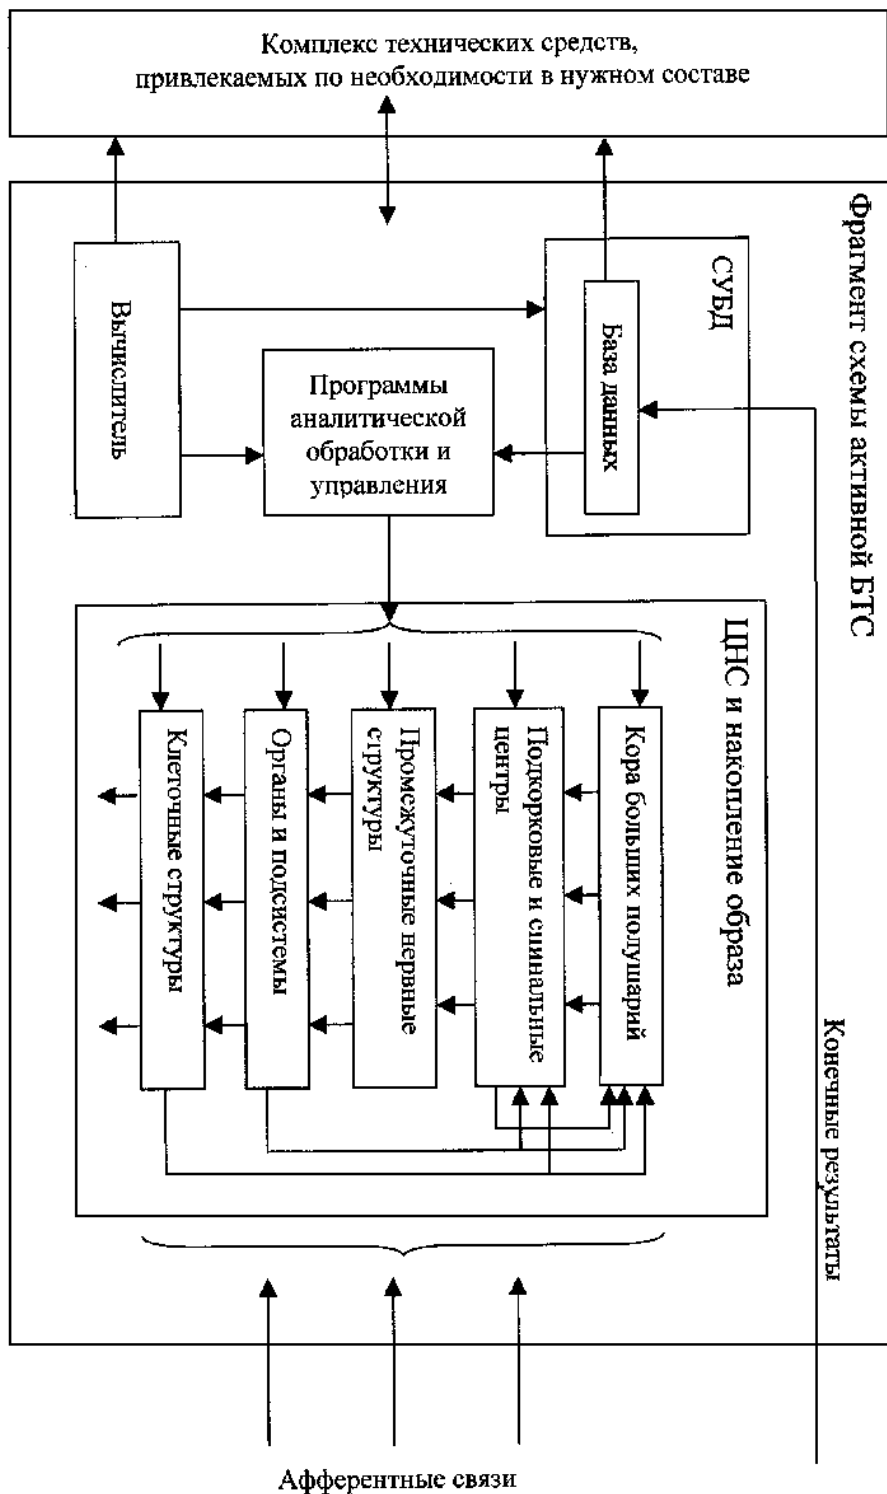 Комплекс технических средств,
привлекаемых по необходимости в нужном составе
Фрагмент схемы активной БТС
СУБД
База данных
Вычислитель
Программы
аналитической
обработки и
управления
ЦНС и накопление образа
Кора больших полушарий
Подкорковые и спинальные
центры
Промежуточные нервные
структуры
Органы и подсистемы
Клеточные структуры
Конечные результаты
Афферентные связи